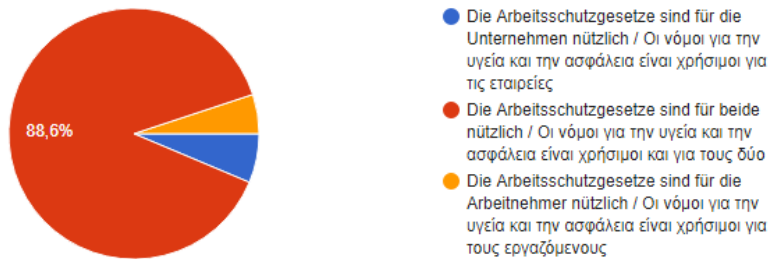 88,6%
Die Arbeitsschutzgesetze sind für die
Unternehmen nützlich / Οι νόμοι για την
υγεία και την ασφάλεια είναι χρήσιμοι για
τις εταιρείες
Die Arbeitsschutzgesetze sind für beide
nützlich / Οι νόμοι για την υγεία και την
ασφάλεια είναι χρήσιμοι και για τους δύο
Die Arbeitsschutzgesetze sind für die
Arbeitnehmer nützlich / Οι νόμοι για την
υγεία και την ασφάλεια είναι χρήσιμοι για
τους εργαζόμενους